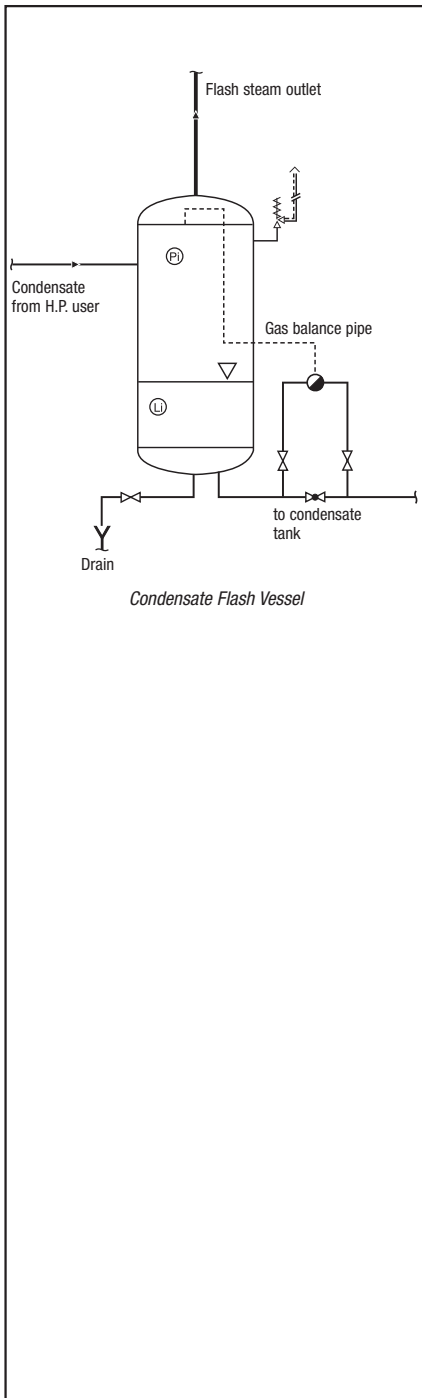 Flash steam outlet
Pi
Condensate
from H.P. user
Gas balance pipe
Li
to condensate
tank
Drain
Condensate Flash Vessel